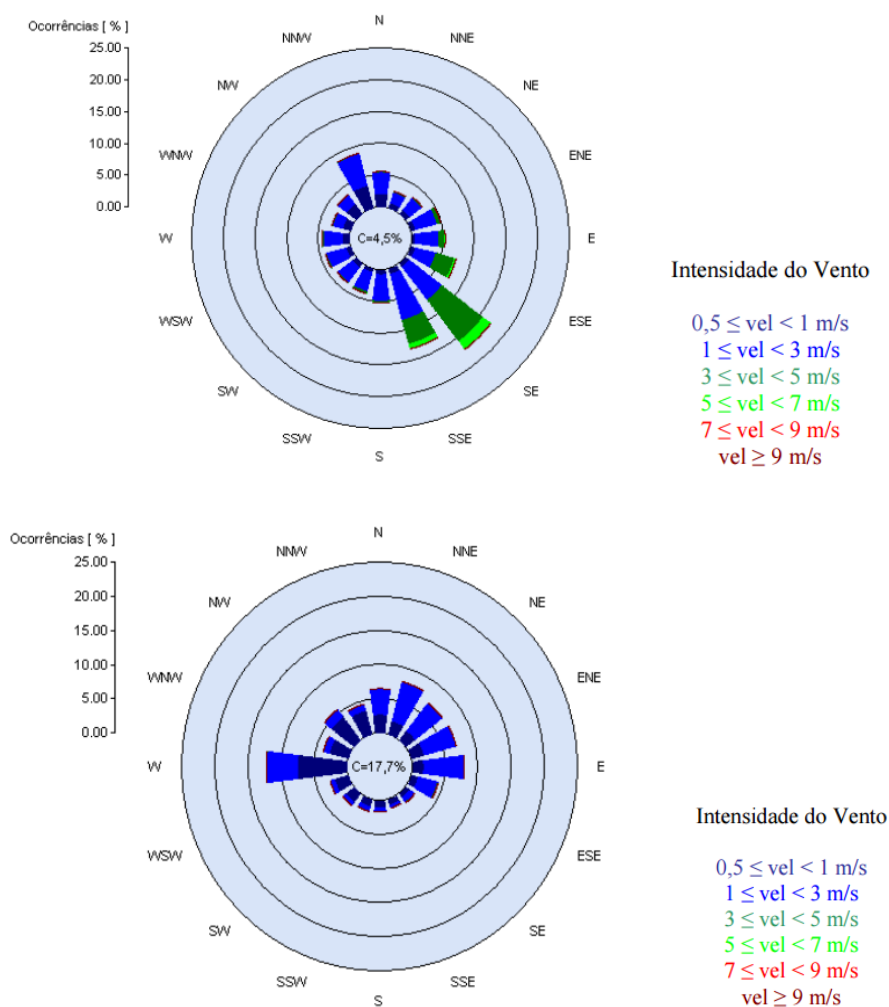 Ocorrências [ % ]
25.00
20.00
15.00
10.00
5.00
0.00
N
NNE
NE
ENE
E
ESE
SE
SSE
S
SSW
SW
WSW
W
WNW
NW
NNW
C=4,5%
Intensidade do Vento
0,5 ≤ vel < 1 m/s
1 ≤ vel < 3 m/s
3 ≤ vel < 5 m/s
5 ≤ vel < 7 m/s
7 ≤ vel < 9 m/s
vel ≥ 9 m/s
Ocorrências [ % ]
25.00
20.00
15.00
10.00
5.00
0.00
N
NNE
NE
ENE
E
ESE
SE
SSE
S
SSW
SW
WSW
W
WNW
NW
NNW
C=17,7%
Intensidade do Vento
0,5 ≤ vel < 1 m/s
1 ≤ vel < 3 m/s
3 ≤ vel < 5 m/s
5 ≤ vel < 7 m/s
7 ≤ vel < 9 m/s
vel ≥ 9 m/s